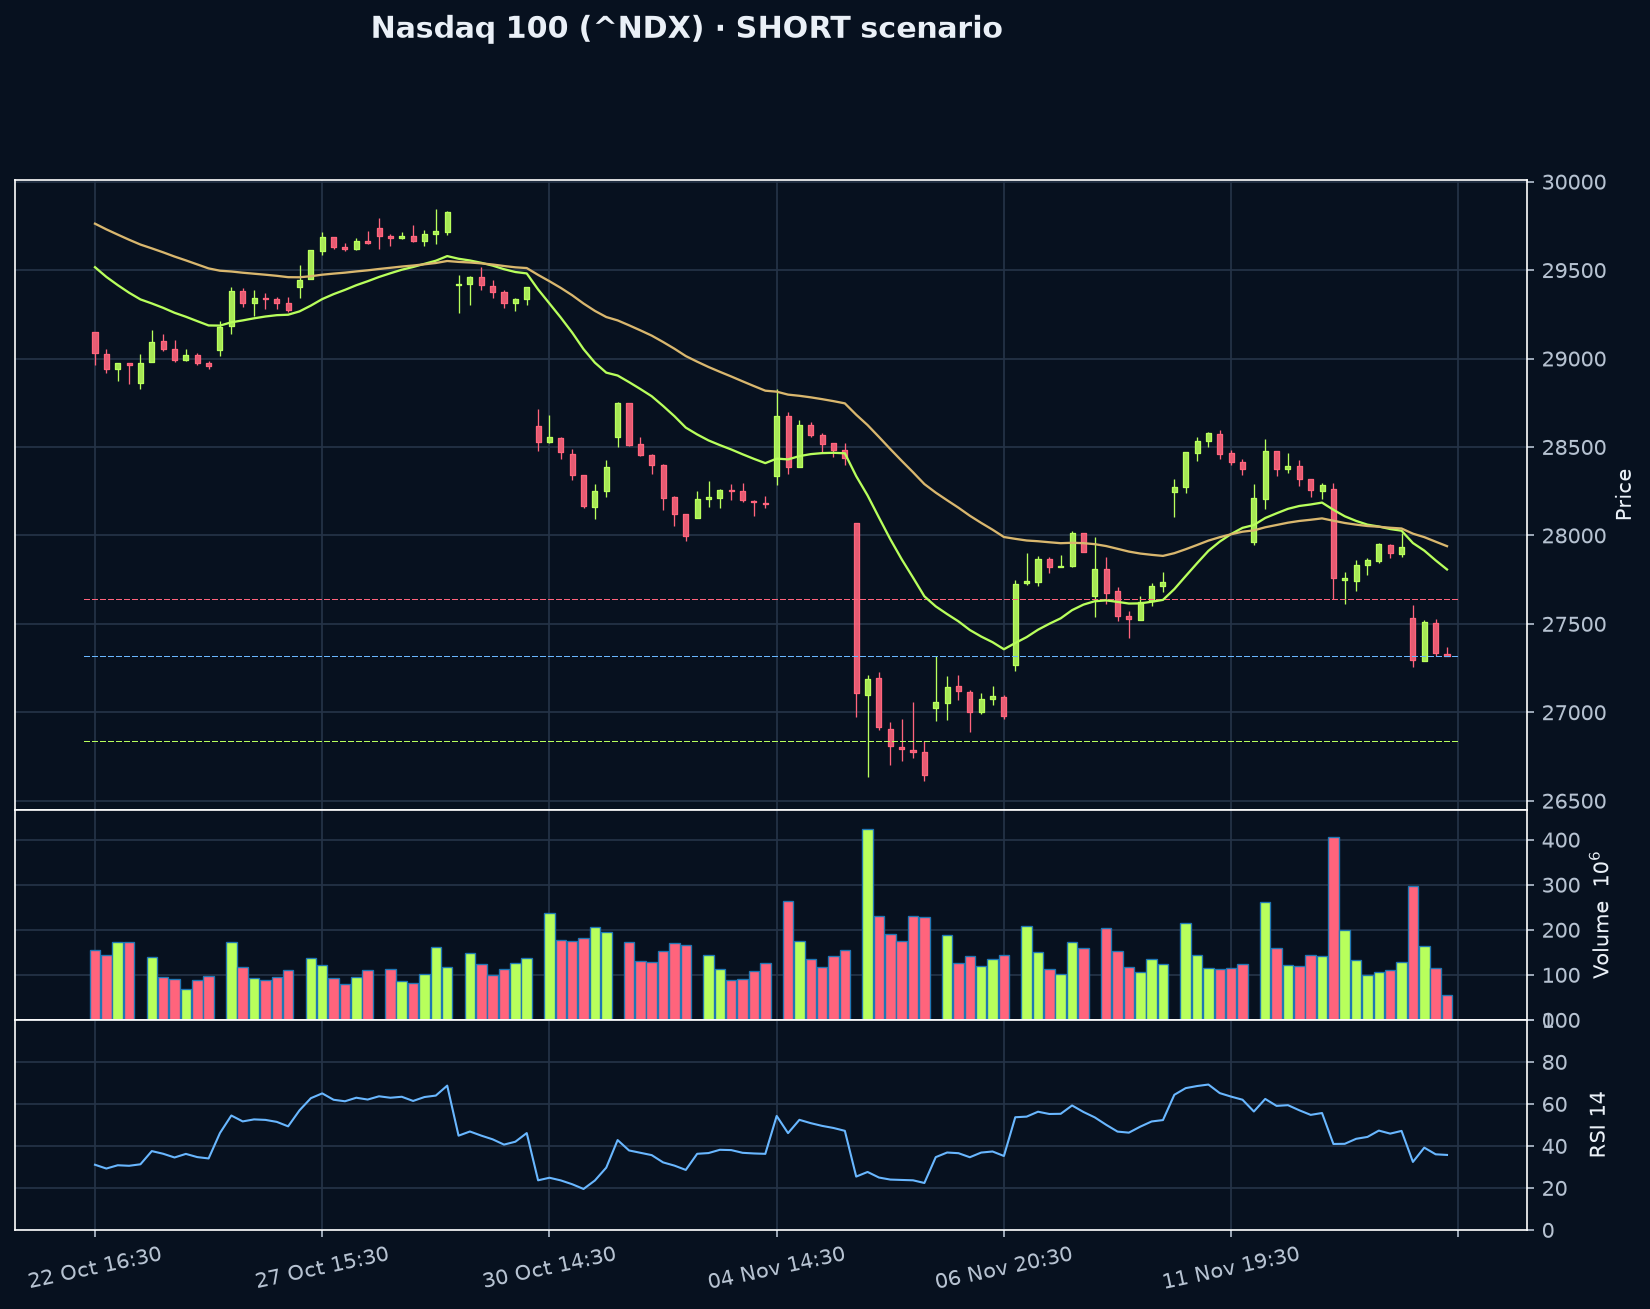 Nasdaq 100 (^NDX) · SHORT scenario
30000
29500
29000
28500
28000
27500
27000
26500
Price
400
300
200
100
0
Volume 10⁶
100
80
60
40
20
0
RSI 14
22 Oct 16:30
27 Oct 15:30
30 Oct 14:30
04 Nov 14:30
06 Nov 20:30
11 Nov 19:30